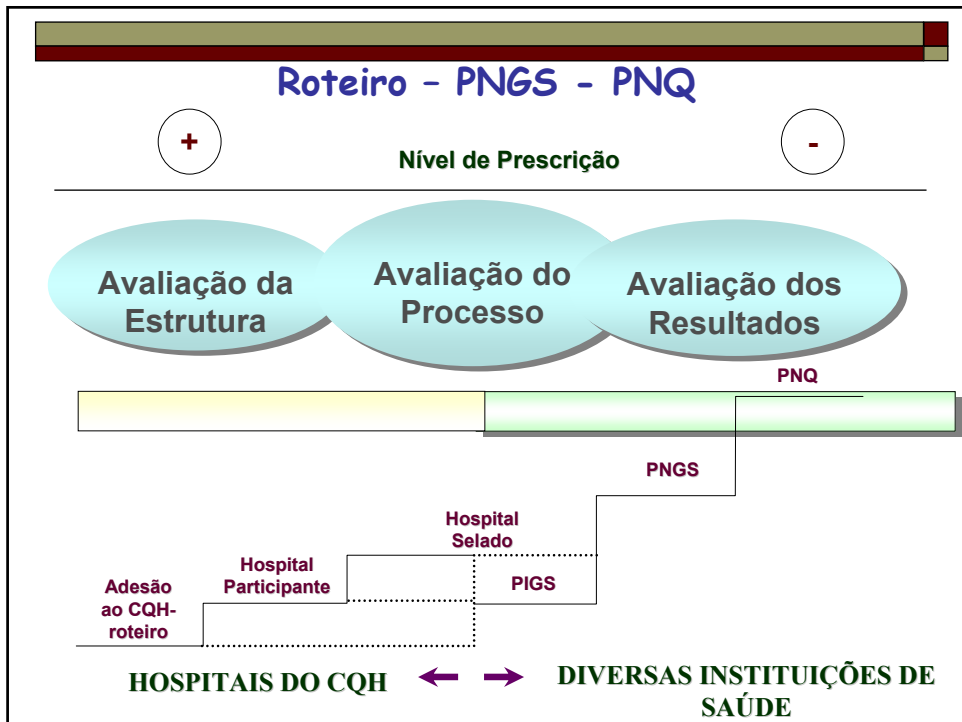 Roteiro – PNGS - PNQ
+
-
Nível de Prescrição
Avaliação da
Estrutura
Avaliação do
Processo
Avaliação dos
Resultados
PNQ
PNGS
Hospital
Selado
Hospital
Participante
PIGS
Adesão
ao CQH-
roteiro
HOSPITAIS DO CQH
DIVERSAS INSTITUIÇÕES DE
SAÚDE